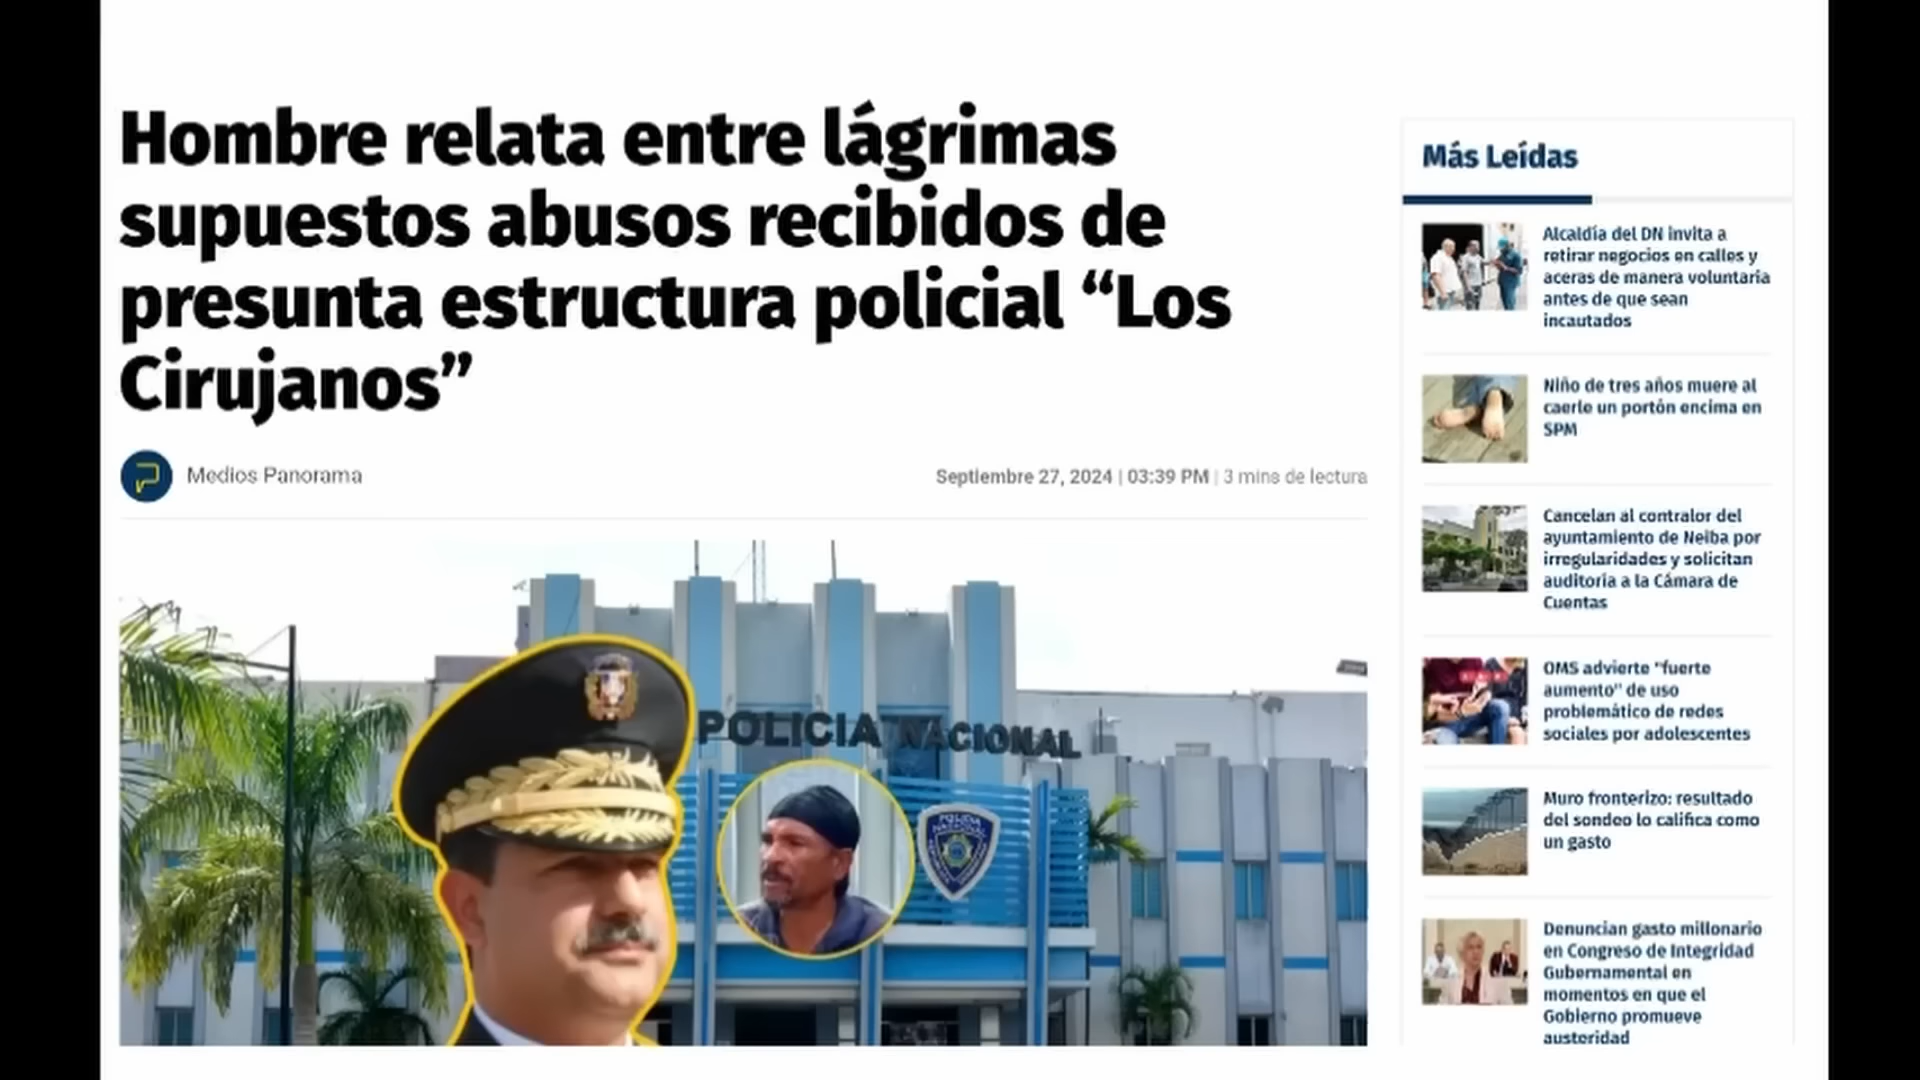 Hombre relata entre lágrimas
supuestos abusos recibidos de
presunta estructura policial “Los
Cirujanos”
Medios Panorama
Septiembre 27, 2024 | 03:39 PM | 3 mins de lectura
POLICIA NACIONAL
POLICIA
NACIONAL
Más Leídas
Alcaldía del DN invita a
retirar negocios en calles y
aceras de manera voluntaria
antes de que sean
incautados
Niño de tres años muere al
caerle un portón encima en
SPM
Cancelan al contralor del
ayuntamiento de Neiba por
irregularidades y solicitan
auditoría a la Cámara de
Cuentas
OMS advierte "fuerte
aumento" de uso
problemático de redes
sociales por adolescentes
Muro fronterizo: resultado
del sondeo lo califica como
un gasto
Denuncian gasto millonario
en Congreso de Integridad
Gubernamental en
momentos en que el
Gobierno promueve
austeridad